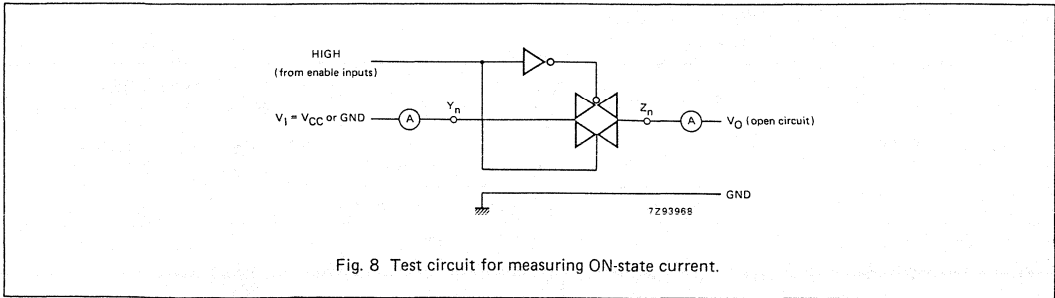 HIGH
(from enable inputs)
V_I = V_CC or GND
A
Y_n
Z_n
A
V_O (open circuit)
GND
7Z93968
Fig. 8 Test circuit for measuring ON-state current.